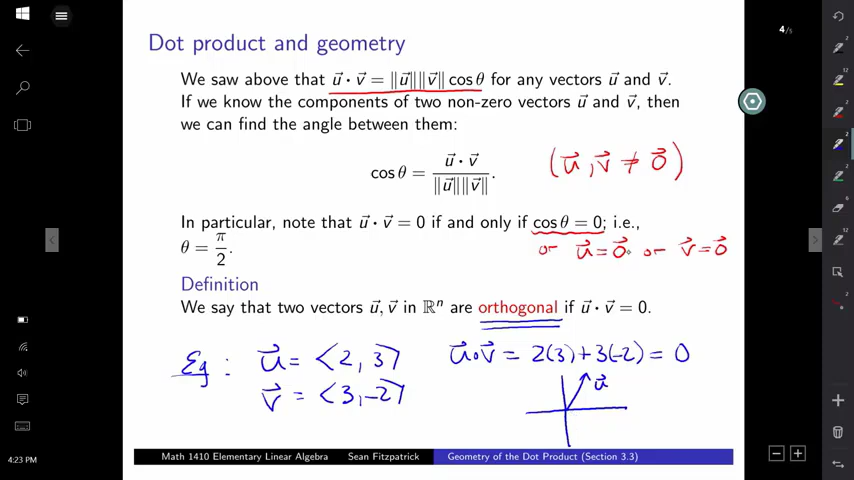 4/5
Dot product and geometry
We saw above that u⃗ · v⃗ = ‖u⃗‖‖v⃗‖ cos θ for any vectors u⃗ and v⃗.
If we know the components of two non-zero vectors u⃗ and v⃗, then
we can find the angle between them:
cos θ = u⃗ · v⃗ / ‖u⃗‖‖v⃗‖. (u⃗, v⃗ ≠ 0⃗)
In particular, note that u⃗ · v⃗ = 0 if and only if cos θ = 0; i.e.,
θ = π/2. or u⃗ = 0⃗ or v⃗ = 0⃗
Definition
We say that two vectors u⃗, v⃗ in ℝⁿ are orthogonal if u⃗ · v⃗ = 0.
Eg : u⃗ = ⟨2, 3⟩ u⃗ · v⃗ = 2(3) + 3(-2) = 0
v⃗ = ⟨3, -2⟩ u⃗
4:23 PM
Math 1410 Elementary Linear Algebra Sean Fitzpatrick Geometry of the Dot Product (Section 3.3)